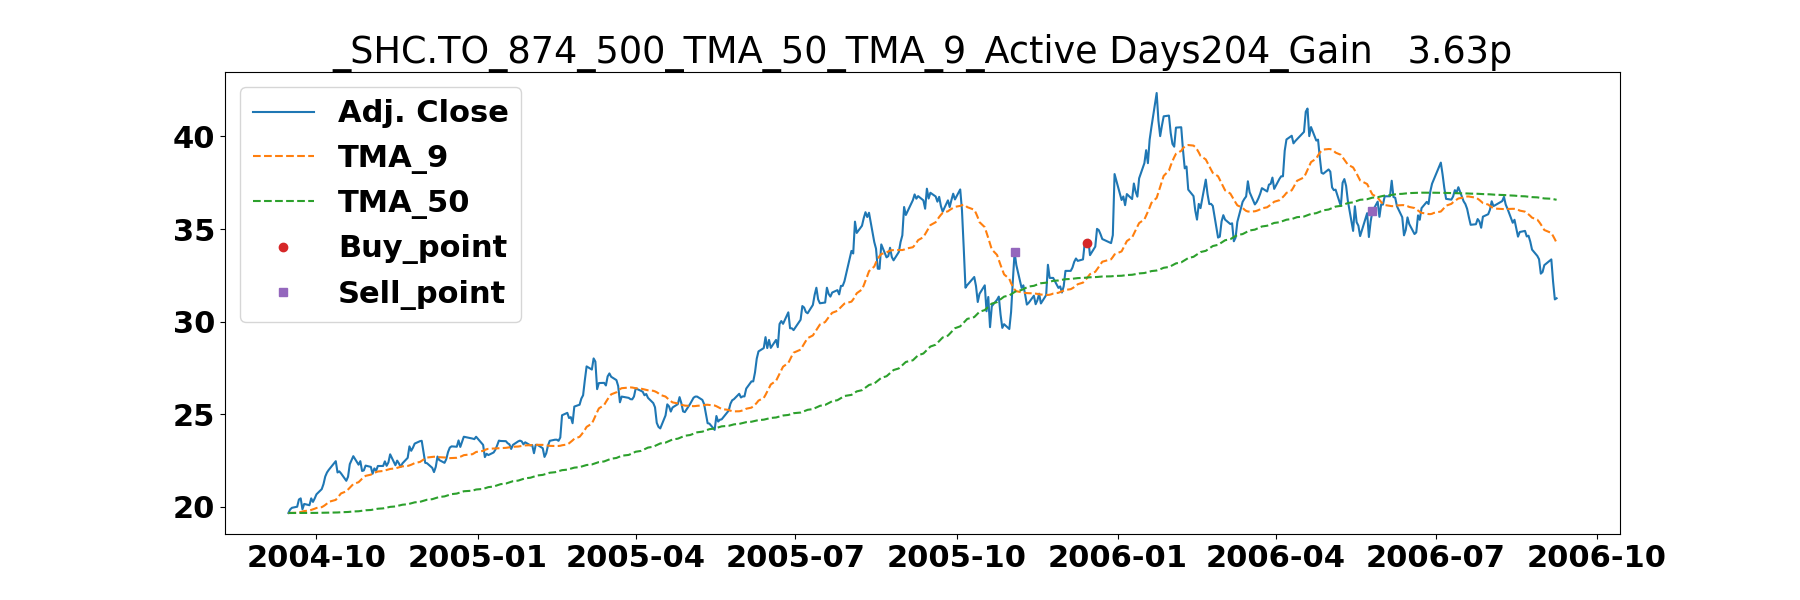 _SHC.TO_874_500_TMA_50_TMA_9_Active Days204_Gain   3.63p
Adj. Close
TMA_9
TMA_50
Buy_point
Sell_point
40
35
30
25
20
2004-10 2005-01 2005-04 2005-07 2005-10 2006-01 2006-04 2006-07 2006-10